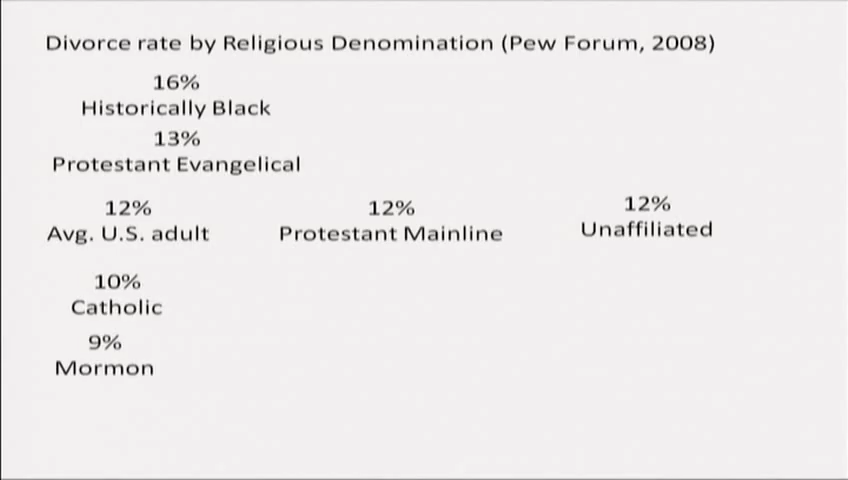 Divorce rate by Religious Denomination (Pew Forum, 2008)
16%
Historically Black
13%
Protestant Evangelical
12%
Avg. U.S. adult
12%
Protestant Mainline
12%
Unaffiliated
10%
Catholic
9%
Mormon